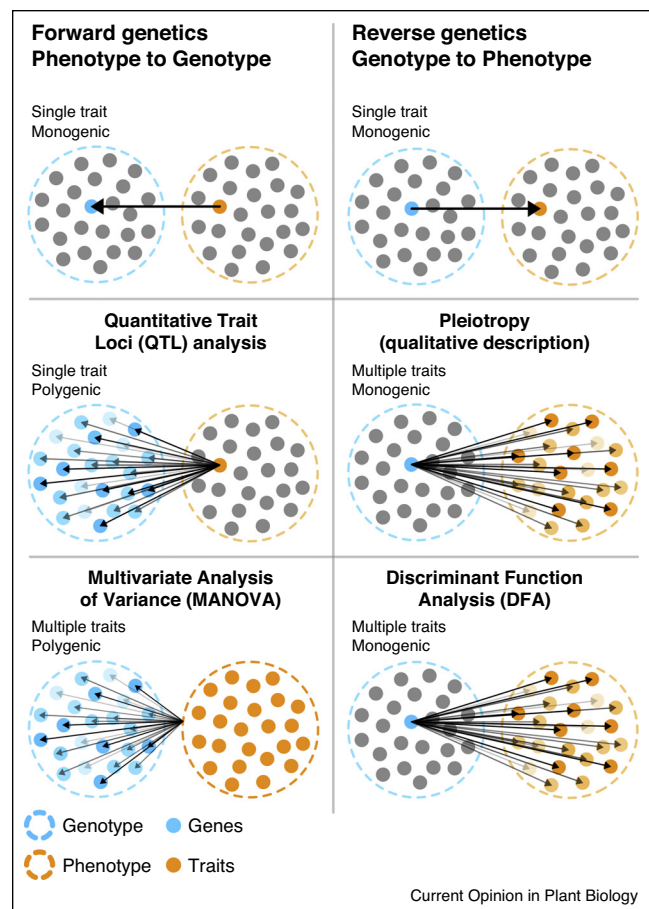 Forward genetics
Phenotype to Genotype
Reverse genetics
Genotype to Phenotype
Single trait
Monogenic
Single trait
Monogenic
Quantitative Trait
Loci (QTL) analysis
Pleiotropy
(qualitative description)
Single trait
Polygenic
Multiple traits
Monogenic
Multivariate Analysis
of Variance (MANOVA)
Discriminant Function
Analysis (DFA)
Multiple traits
Polygenic
Multiple traits
Monogenic
Genotype
Genes
Phenotype
Traits
Current Opinion in Plant Biology